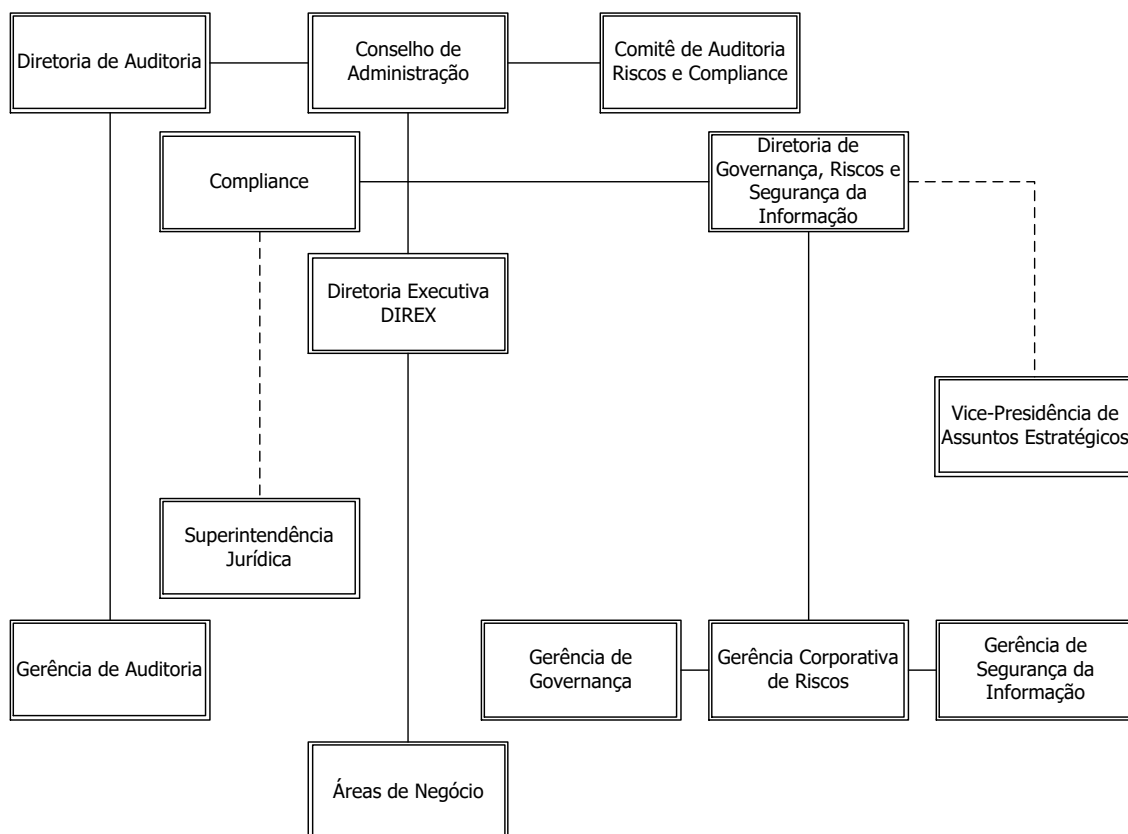 Diretoria de Auditoria
Conselho de
Administração
Comitê de Auditoria
Riscos e Compliance
Compliance
Diretoria de
Governança, Riscos e
Segurança da
Informação
Diretoria Executiva
DIREX
Vice-Presidência de
Assuntos Estratégicos
Superintendência
Jurídica
Gerência de Auditoria
Gerência de
Governança
Gerência Corporativa
de Riscos
Gerência de
Segurança da
Informação
Áreas de Negócio